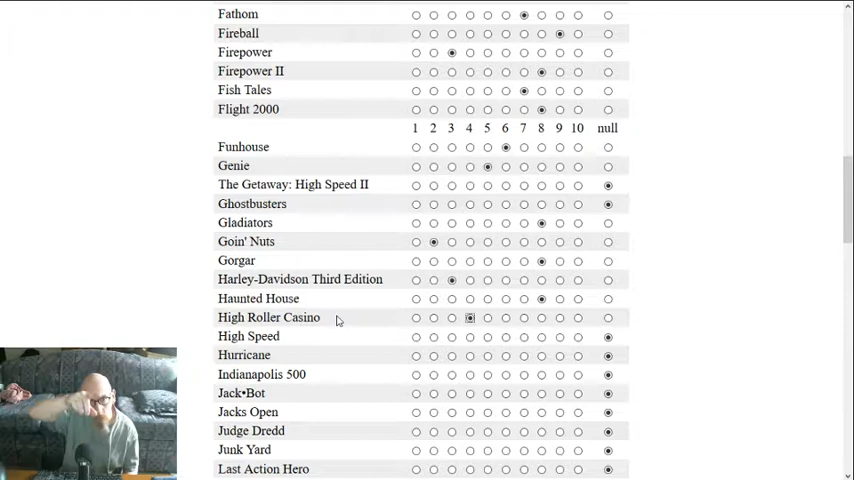 Fathom
Fireball
Firepower
Firepower II
Fish Tales
Flight 2000
1 2 3 4 5 6 7 8 9 10 null
Funhouse
Genie
The Getaway: High Speed II
Ghostbusters
Gladiators
Goin' Nuts
Gorgar
Harley-Davidson Third Edition
Haunted House
High Roller Casino
High Speed
Hurricane
Indianapolis 500
Jack•Bot
Jacks Open
Judge Dredd
Junk Yard
Last Action Hero